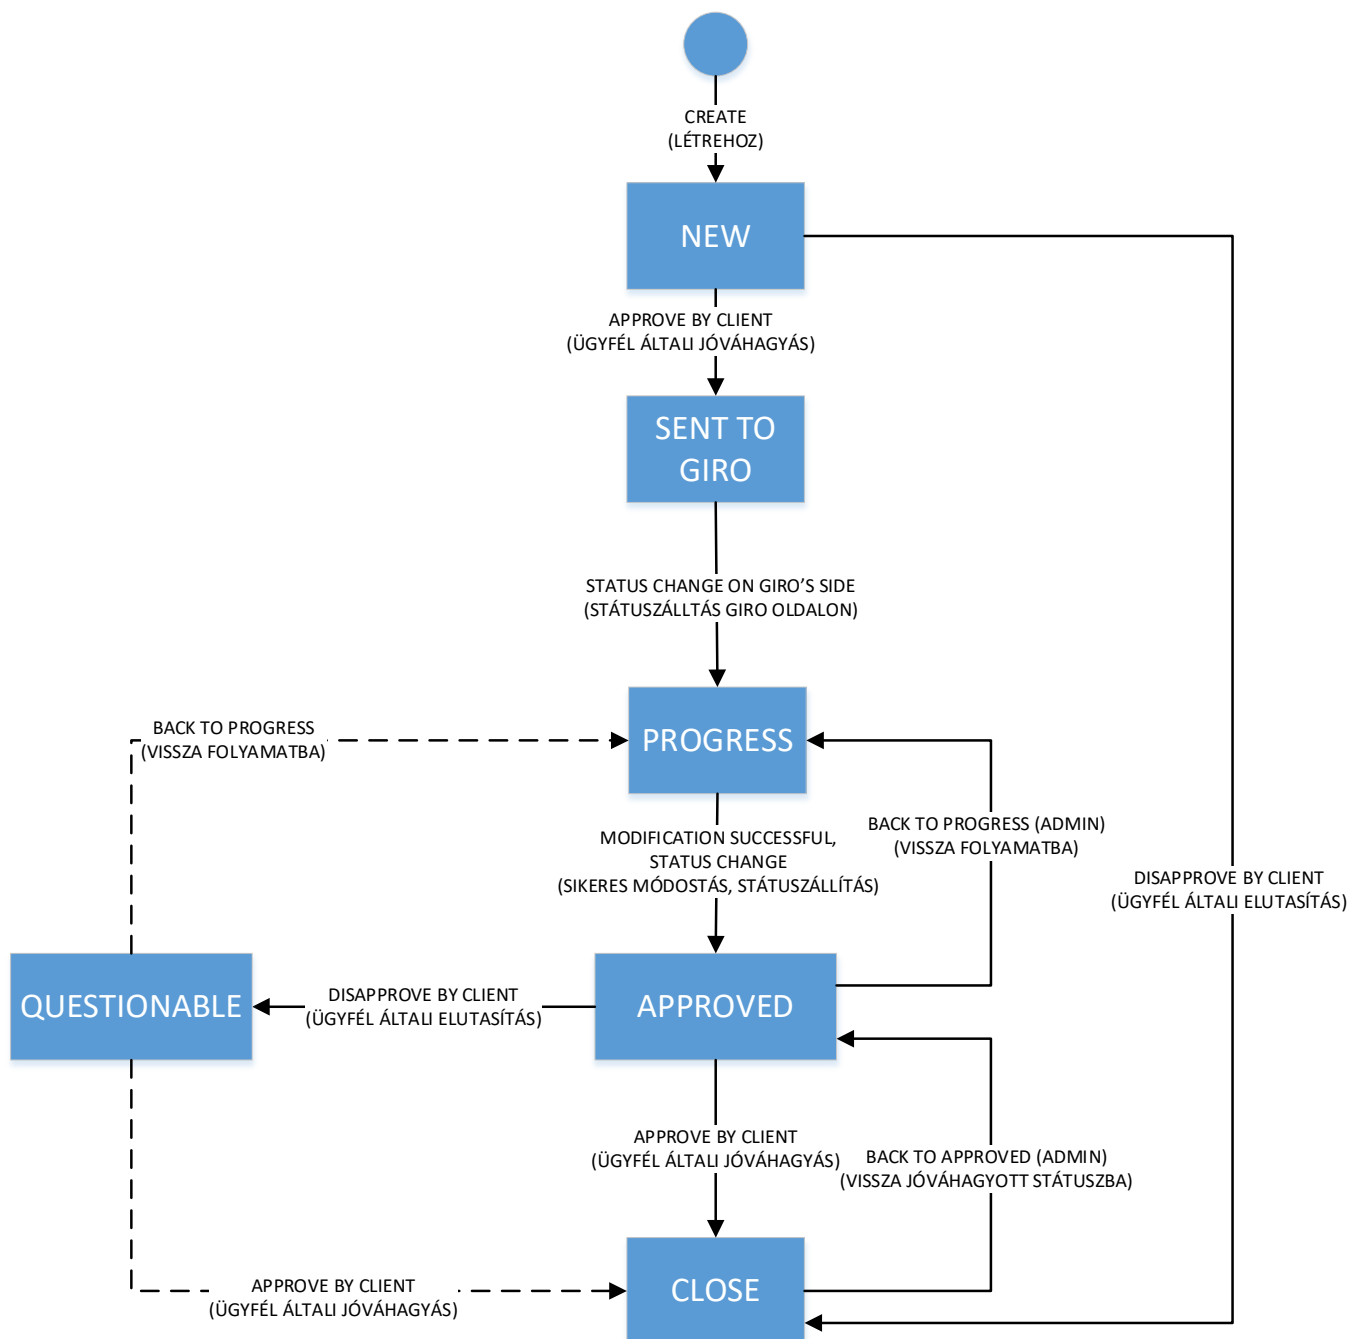 CREATE
(LÉTREHOZ)
NEW
APPROVE BY CLIENT
(ÜGYFÉL ÁLTALI JÓVÁHAGYÁS)
SENT TO
GIRO
STATUS CHANGE ON GIRO'S SIDE
(STÁTUSZÁLLTÁS GIRO OLDALON)
BACK TO PROGRESS
(VISSZA FOLYAMATBA)
PROGRESS
MODIFICATION SUCCESSFUL,
STATUS CHANGE
(SIKERES MÓDOSTÁS, STÁTUSZÁLLÍTÁS)
BACK TO PROGRESS (ADMIN)
(VISSZA FOLYAMATBA)
DISAPPROVE BY CLIENT
(ÜGYFÉL ÁLTALI ELUTASÍTÁS)
QUESTIONABLE
DISAPPROVE BY CLIENT
(ÜGYFÉL ÁLTALI ELUTASÍTÁS)
APPROVED
APPROVE BY CLIENT
(ÜGYFÉL ÁLTALI JÓVÁHAGYÁS)
BACK TO APPROVED (ADMIN)
(VISSZA JÓVÁHAGYOTT STÁTUSZBA)
APPROVE BY CLIENT
(ÜGYFÉL ÁLTALI JÓVÁHAGYÁS)
CLOSE